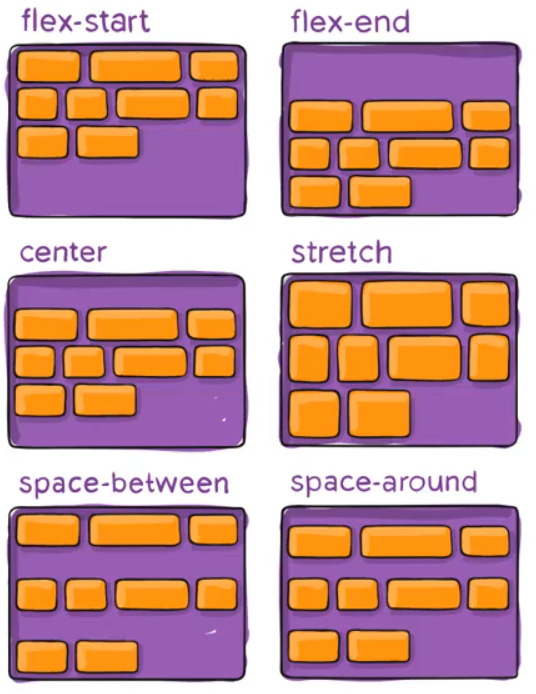 flex-start
flex-end
center
stretch
space-between
space-around